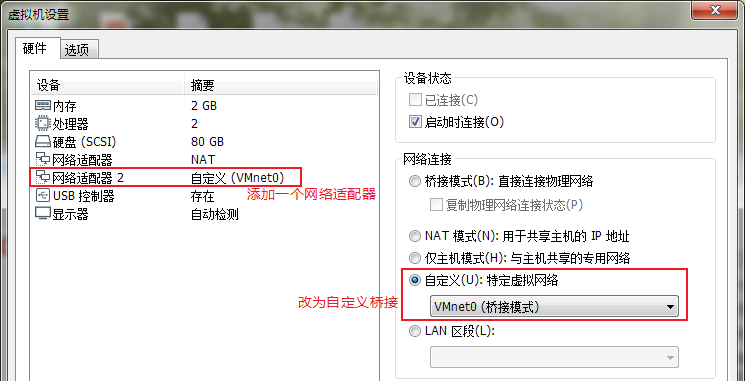 虚拟机设置
硬件
选项
设备 摘要
内存 2 GB
处理器 2
硬盘 (SCSI) 80 GB
网络适配器 NAT
网络适配器 2 自定义 (VMnet0)
USB 控制器 存在
显示器 自动检测
添加一个网络适配器
设备状态
已连接(C)
启动时连接(O)
网络连接
桥接模式(B): 直接连接物理网络
复制物理网络连接状态(P)
NAT 模式(N): 用于共享主机的 IP 地址
仅主机模式(H): 与主机共享的专用网络
自定义(U): 特定虚拟网络
改为自定义桥接
VMnet0 (桥接模式)
LAN 区段(L):